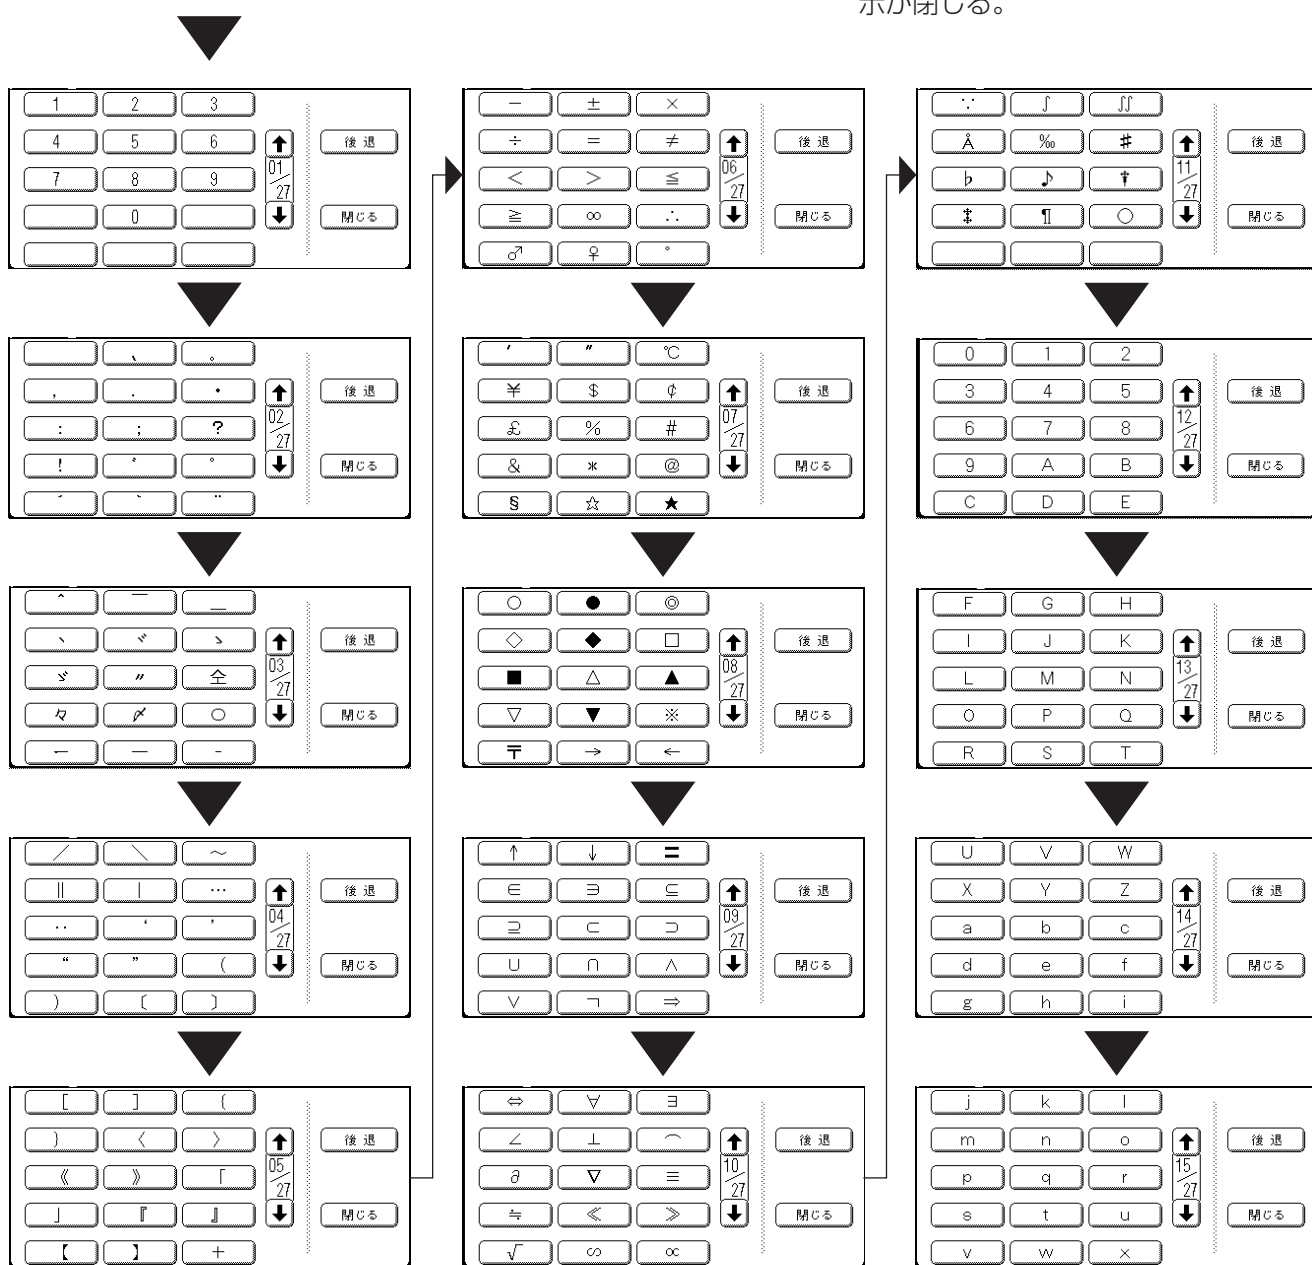 示が閉じる。
1 2 3
4 5 6 後退
7 8 9 01/27
0 閉じる
、 。
， ． ・ 後退
： ； ？ 02/27
！ ゛ ゜ 閉じる
´ ｀ ¨
＾ ￣ ＿
ヽ ヾ ゝ 後退
ゞ 〃 仝 03/27
々 〆 〇 閉じる
ー ― ‐
／ ＼ ～
∥ ｜ … 後退
‥ ‘ ’ 04/27
“ ” （ 閉じる
） 〔 〕
［ ］ ｛
｝ 〈 〉 後退
《 》 「 05/27
」 『 』 閉じる
【 】 ＋
－ ± ×
÷ ＝ ≠ 後退
＜ ＞ ≦ 06/27
≧ ∞ ∴ 閉じる
♂ ♀ °
′ ″ ℃
￥ ＄ ￠ 後退
￡ ％ ＃ 07/27
＆ ＊ ＠ 閉じる
§ ☆ ★
○ ● ◎
◇ ◆ □ 後退
■ △ ▲ 08/27
▽ ▼ ※ 閉じる
〒 → ←
↑ ↓ 〓
∈ ∋ ⊆ 後退
⊇ ⊂ ⊃ 09/27
∪ ∩ ∧ 閉じる
∨ ￢ ⇒
⇔ ∀ ∃
∠ ⊥ ⌒ 後退
∂ ∇ ≡ 10/27
≒ ≪ ≫ 閉じる
√ ∽ ∝
∵ ∫ ∬
Å ‰ ♯ 後退
♭ ♪ † 11/27
‡ ¶ ◯ 閉じる
0 1 2
3 4 5 後退
6 7 8 12/27
9 A B 閉じる
C D E
F G H
I J K 後退
L M N 13/27
O P Q 閉じる
R S T
U V W
X Y Z 後退
a b c 14/27
d e f 閉じる
g h i
j k l
m n o 後退
p q r 15/27
s t u 閉じる
v w x